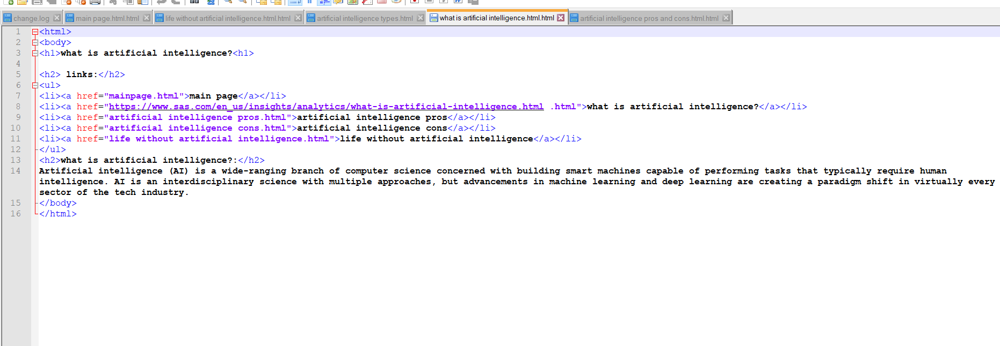 change.log main page.html.html life without artificial intelligence.html.html artificial intelligence types.html what is artificial intelligence.html.html artificial intelligence pros and cons.html.html
1 <html>
2 <body>
3 <h1>what is artificial intelligence?<h1>
4
5 <h2> links:</h2>
6 <ul>
7 <li><a href="mainpage.html">main page</a></li>
8 <li><a href="https://www.sas.com/en_us/insights/analytics/what-is-artificial-intelligence.html .html">what is artificial intelligence?</a></li>
9 <li><a href="artificial intelligence pros.html">artificial intelligence pros</a></li>
10 <li><a href="artificial intelligence cons.html">artificial intelligence cons</a></li>
11 <li><a href="life without artificial intelligence.html">life without artificial intelligence</a></li>
12 </ul>
13 <h2>what is artificial intelligence?:</h2>
14 Artificial intelligence (AI) is a wide-ranging branch of computer science concerned with building smart machines capable of performing tasks that typically require human
intelligence. AI is an interdisciplinary science with multiple approaches, but advancements in machine learning and deep learning are creating a paradigm shift in virtually every
sector of the tech industry.
15 </body>
16 </html>